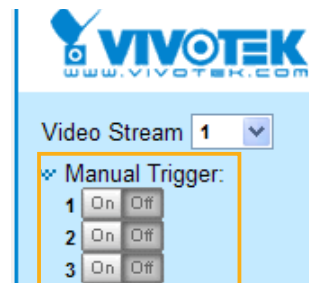 VIVOTEK
www.vivotek.com
Video Stream 1
Manual Trigger:
1 On Off
2 On Off
3 On Off